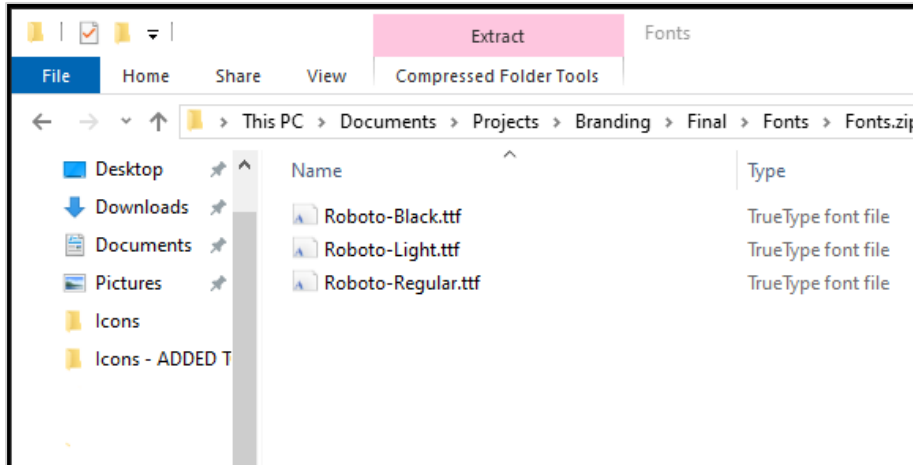 Extract Fonts
File Home Share View Compressed Folder Tools
This PC > Documents > Projects > Branding > Final > Fonts > Fonts.zip
Desktop Name Type
Downloads Roboto-Black.ttf TrueType font file
Documents Roboto-Light.ttf TrueType font file
Pictures Roboto-Regular.ttf TrueType font file
Icons
Icons - ADDED T